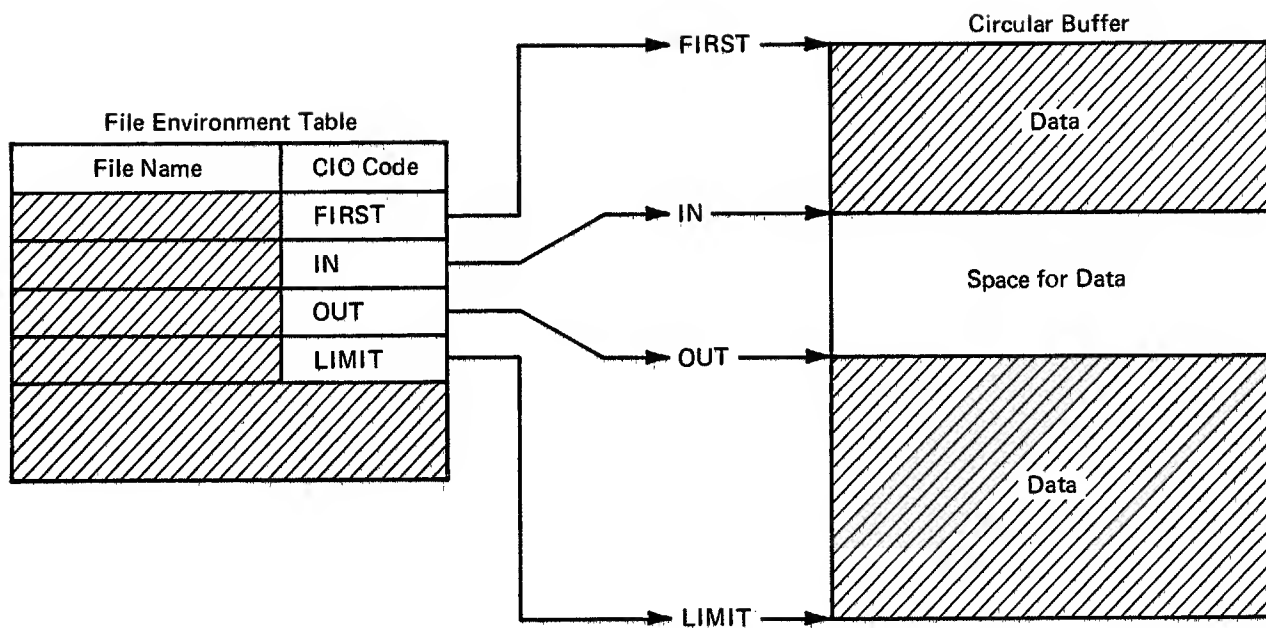 File Environment Table
File Name CIO Code
FIRST
IN
OUT
LIMIT
FIRST
IN
OUT
LIMIT
Circular Buffer
Data
Space for Data
Data